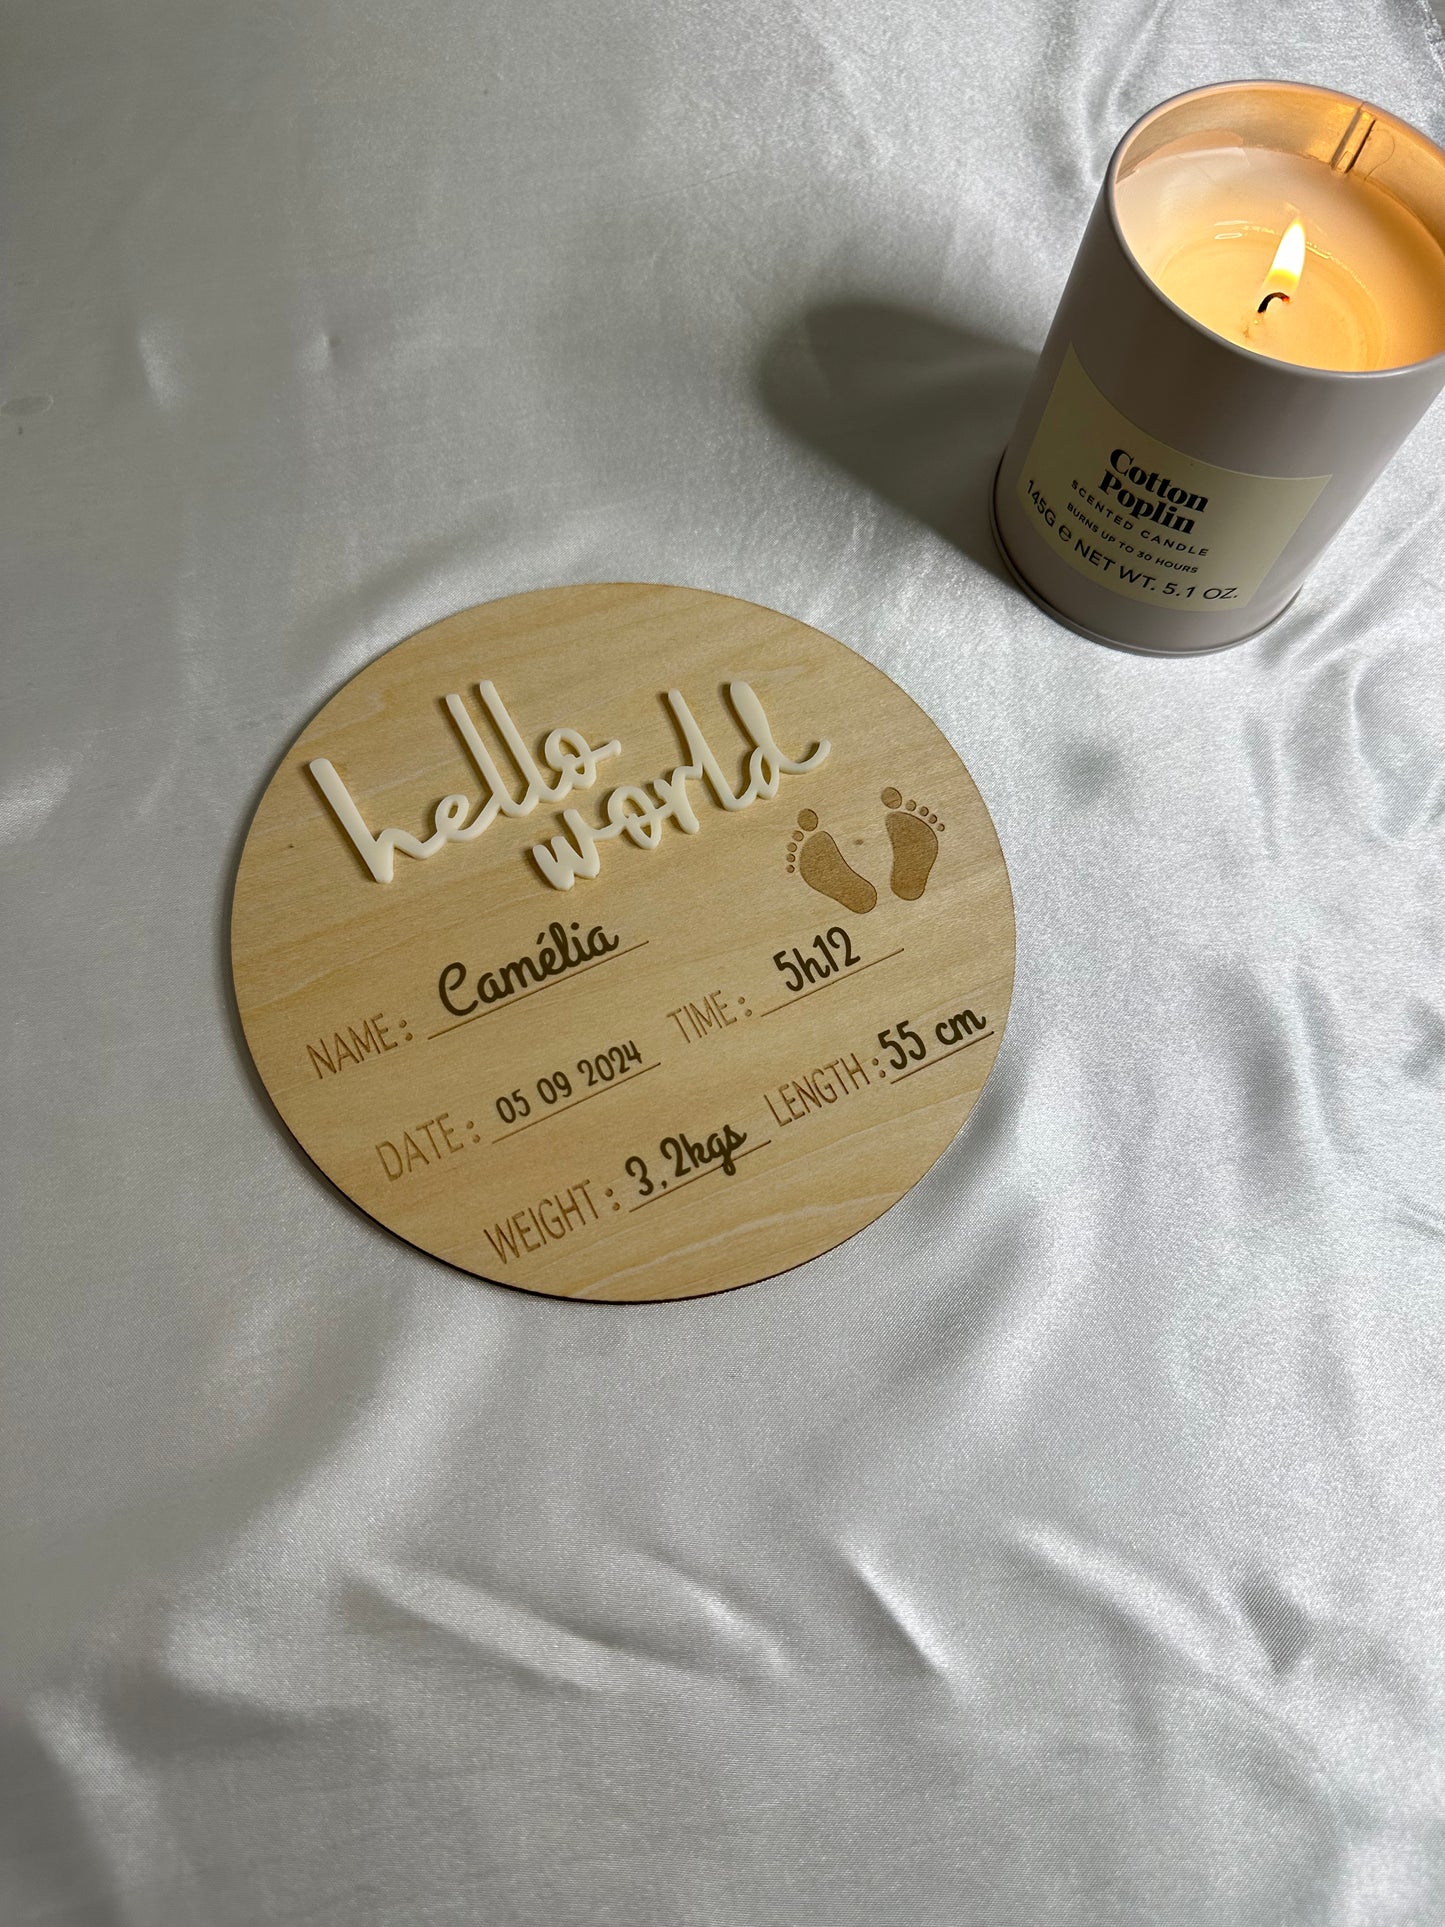 Cotton
Poplin
SCENTED CANDLE
BURNS UP TO 30 HOURS
145G ℮ NET WT. 5.1 OZ.
hello
world
NAME: Camélia
DATE: 05 09 2024 TIME: 5h12
WEIGHT: 3,2kgs LENGTH: 55 cm